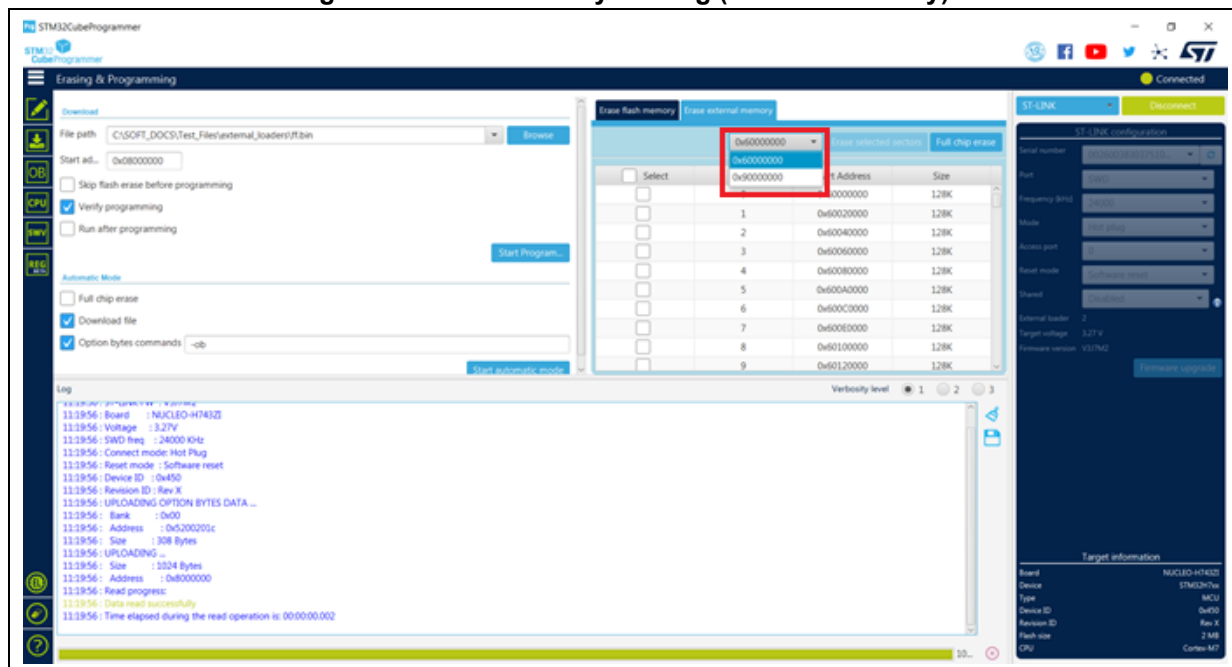 STM32CubeProgrammer
STM32
CubeProgrammer
Erasing & Programming
Connected
Download
File path C:\SOFT_DOCS\Test_Files\external_loaders\ff.bin Browse
Start ad... 0x08000000
Skip flash erase before programming
Verify programming
Run after programming
Start Program...
Automatic Mode
Full chip erase
Download file
Option bytes commands -ob
Start automatic mode
OB
CPU
SWV
REG
Erase flash memory Erase external memory
0x60000000 Erase selected sectors Full chip erase
0x60000000
0x90000000
Select Address Size
0x60000000 128K
1 0x60020000 128K
2 0x60040000 128K
3 0x60060000 128K
4 0x60080000 128K
5 0x600A0000 128K
6 0x600C0000 128K
7 0x600E0000 128K
8 0x60100000 128K
9 0x60120000 128K
Log Verbosity level 1 2 3
11:19:56 : Board : NUCLEO-H743ZI
11:19:56 : Voltage : 3.27V
11:19:56 : SWD freq : 24000 KHz
11:19:56 : Connect mode: Hot Plug
11:19:56 : Reset mode : Software reset
11:19:56 : Device ID : 0x450
11:19:56 : Revision ID : Rev X
11:19:56 : UPLOADING OPTION BYTES DATA ...
11:19:56 : Bank : 0x00
11:19:56 : Address : 0x5200201c
11:19:56 : Size : 308 Bytes
11:19:56 : UPLOADING ...
11:19:56 : Size : 1024 Bytes
11:19:56 : Address : 0x8000000
11:19:56 : Read progress:
11:19:56 : Data read successfully
11:19:56 : Time elapsed during the read operation is: 00:00:00.002
10...
ST-LINK Disconnect
ST-LINK configuration
Serial number
Port SWD
Frequency (kHz) 24000
Mode Hot plug
Access port 0
Reset mode Software reset
Shared Disabled
External loader 2
Target voltage 3.27 V
Firmware version V3J7M2
Firmware upgrade
Target information
Board NUCLEO-H743ZI
Device STM32H7xx
Type MCU
Device ID 0x450
Revision ID Rev X
Flash size 2 MB
CPU Cortex-M7